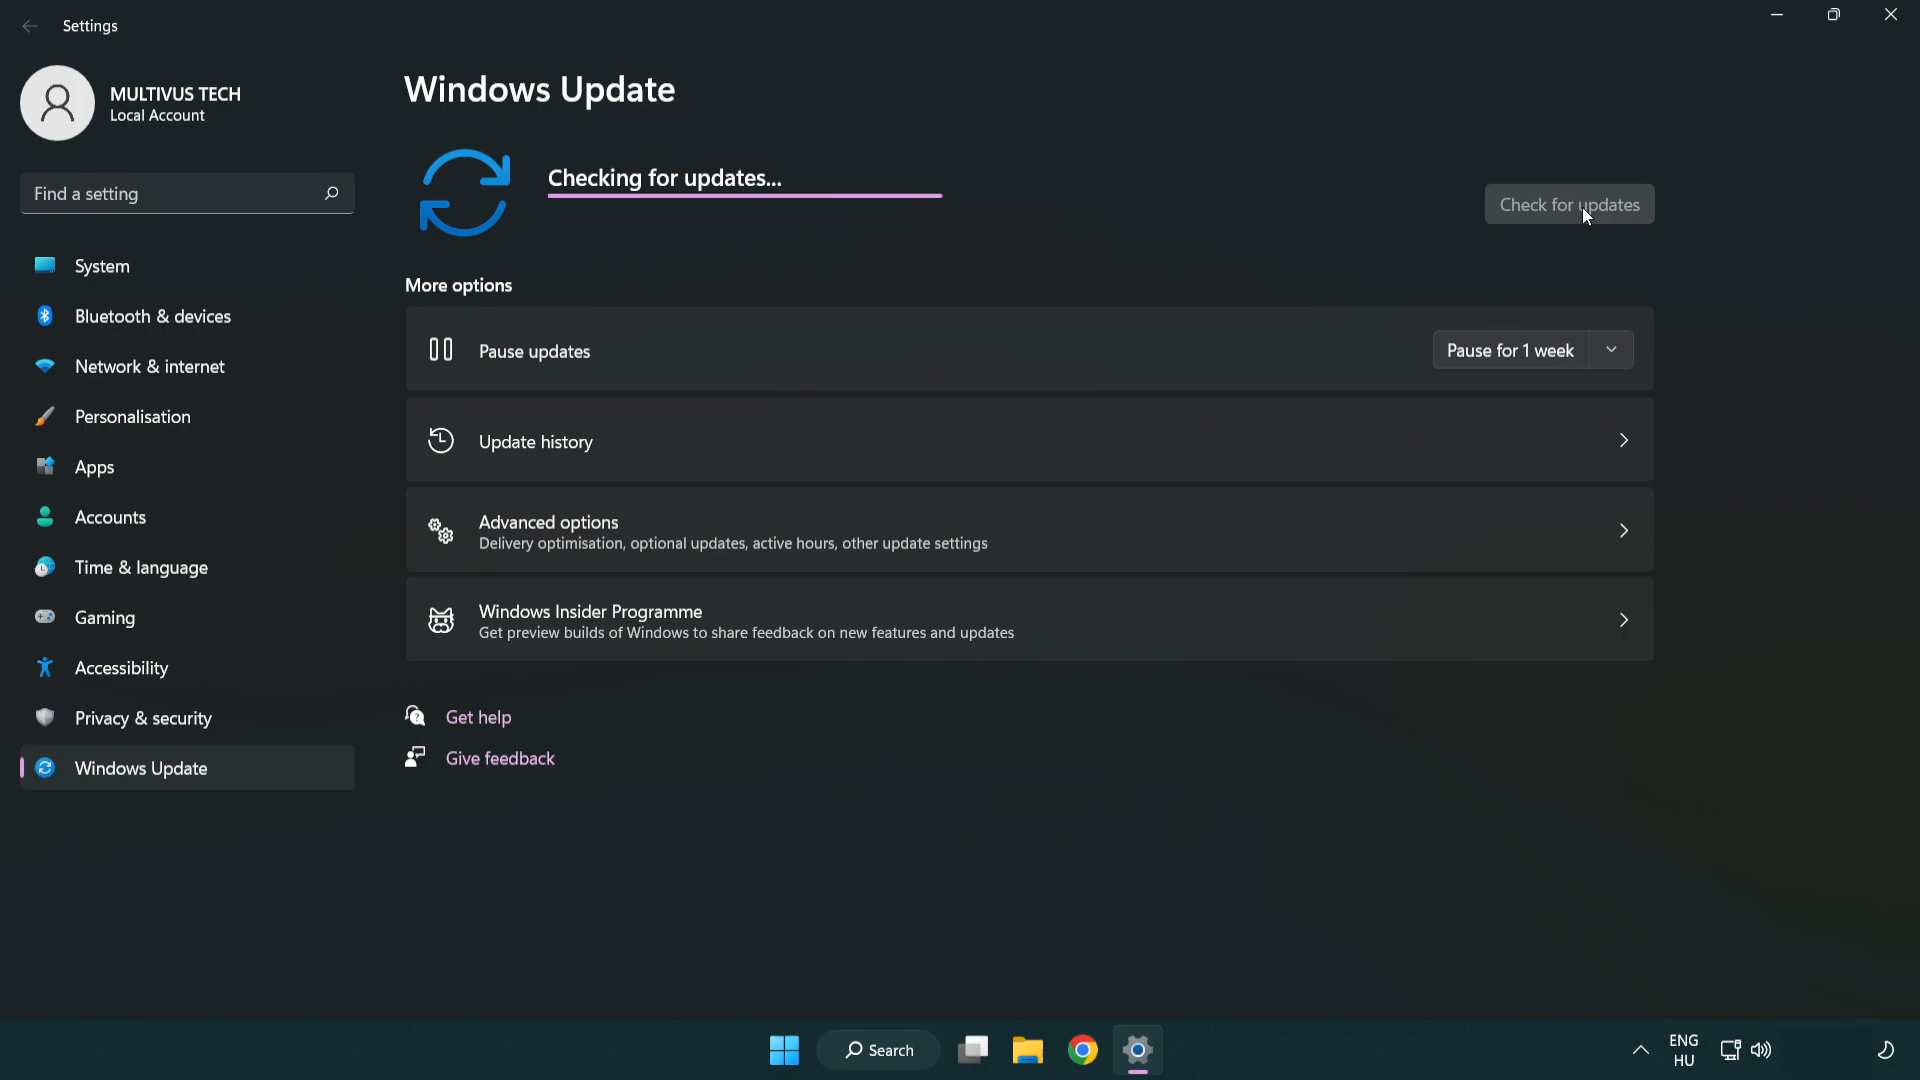 Settings
MULTIVUS TECH
Local Account
Find a setting
System
Bluetooth & devices
Network & internet
Personalisation
Apps
Accounts
Time & language
Gaming
Accessibility
Privacy & security
Windows Update
Windows Update
Checking for updates...
Check for updates
More options
Pause updates
Pause for 1 week
Update history
Advanced options
Delivery optimisation, optional updates, active hours, other update settings
Windows Insider Programme
Get preview builds of Windows to share feedback on new features and updates
Get help
Give feedback
Search
ENG
HU